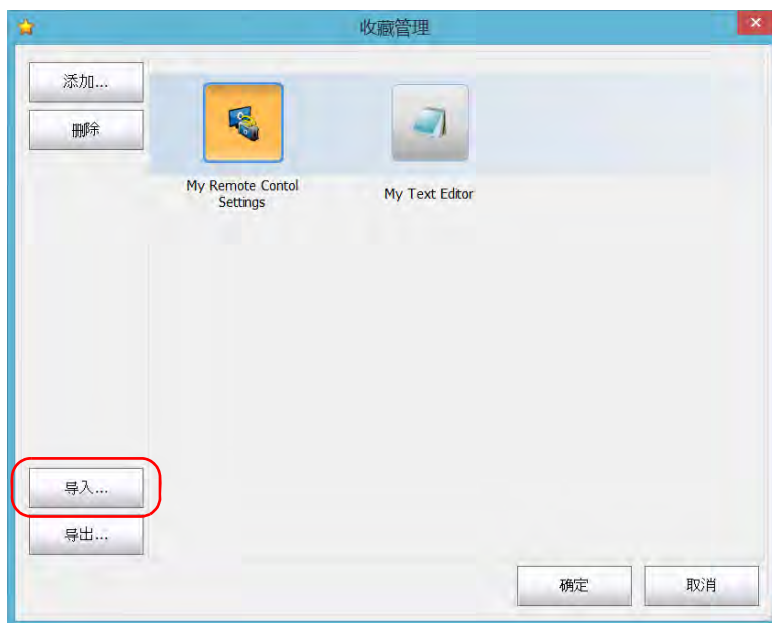 收藏管理
添加...
删除
My Remote Contol
Settings
My Text Editor
导入...
导出...
确定
取消